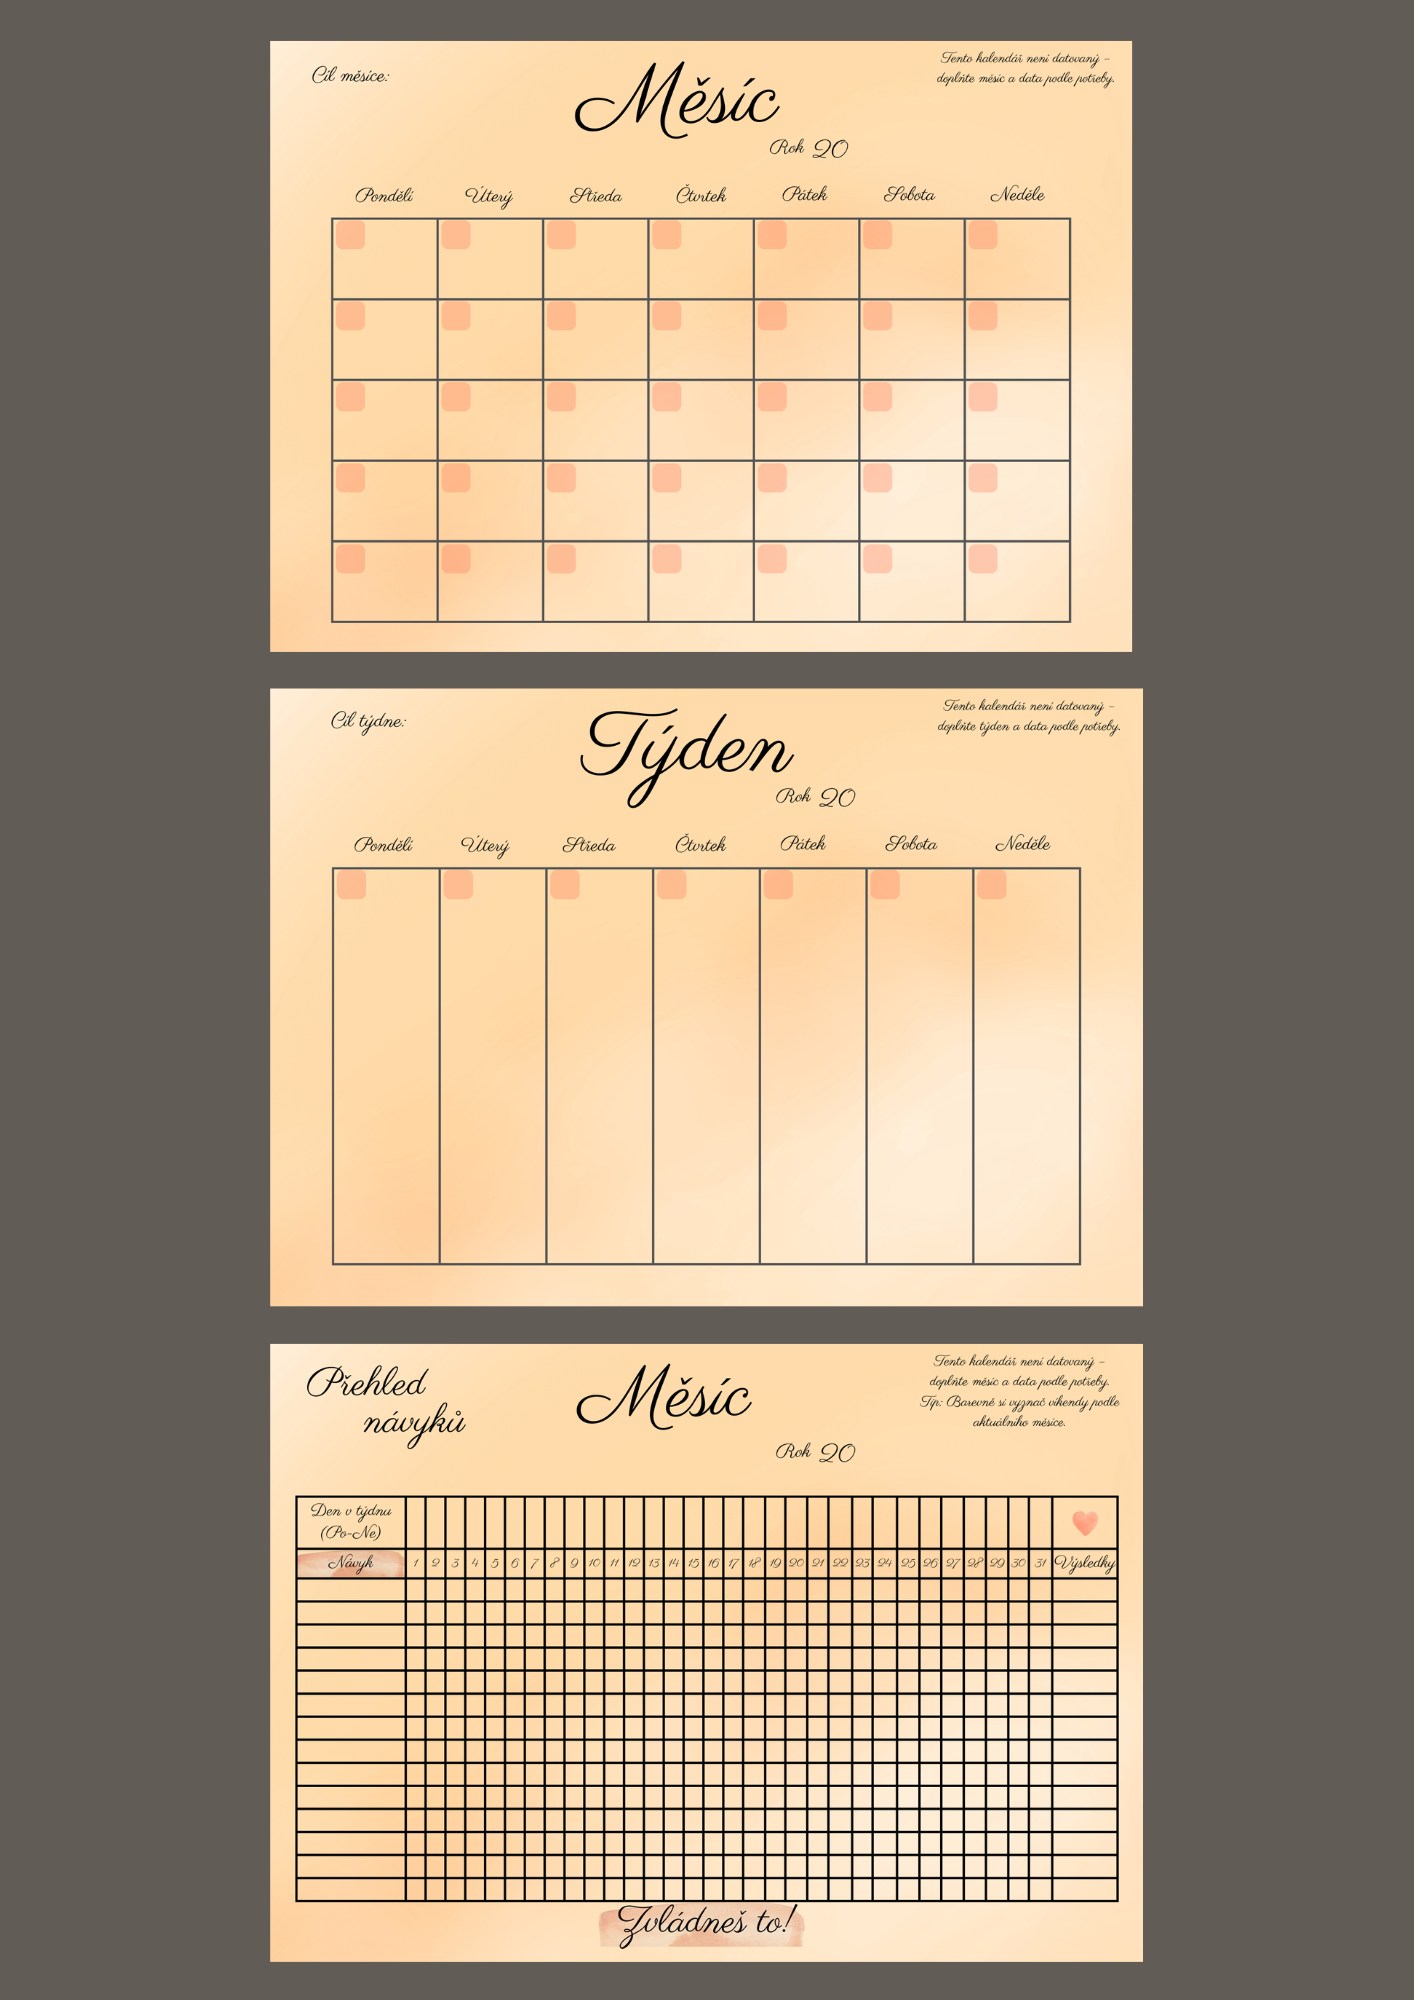 Cíl měsíce:
Měsíc
Tento kalendář není datovaný –
doplňte měsíc a data podle potřeby.
Rok 20
Pondělí Úterý Středa Čtvrtek Pátek Sobota Neděle
Cíl týdne:
Týden
Tento kalendář není datovaný –
doplňte týden a data podle potřeby.
Rok 20
Pondělí Úterý Středa Čtvrtek Pátek Sobota Neděle
Přehled
návyků
Měsíc
Tento kalendář není datovaný –
doplňte měsíc a data podle potřeby.
Tip: Barevně si vyznač víkendy podle
aktuálního měsíce.
Rok 20
Den v týdnu
(Po-Ne)
Návyk 1 2 3 4 5 6 7 8 9 10 11 12 13 14 15 16 17 18 19 20 21 22 23 24 25 26 27 28 29 30 31 Výsledky
Zvládneš to!